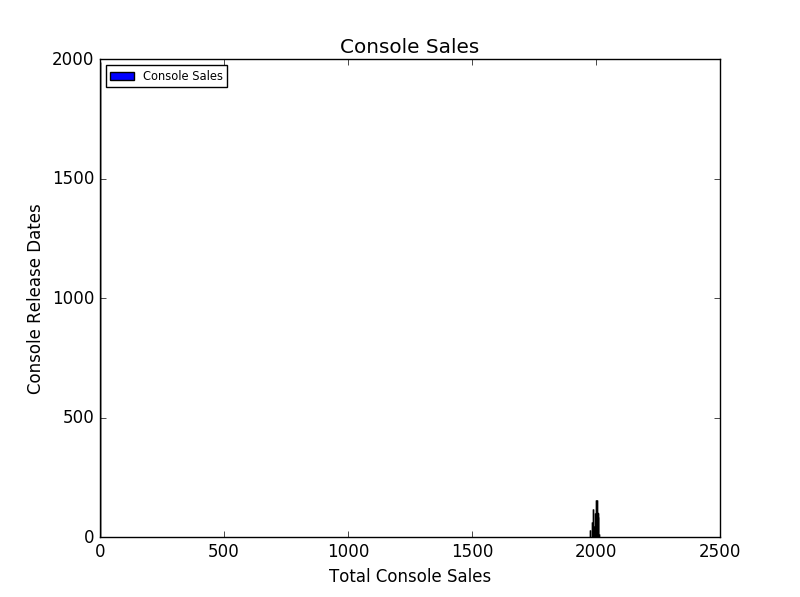 Console Sales
2000
Console Sales
1500
1000
500
0
Console Release Dates
0 500 1000 1500 2000 2500
Total Console Sales